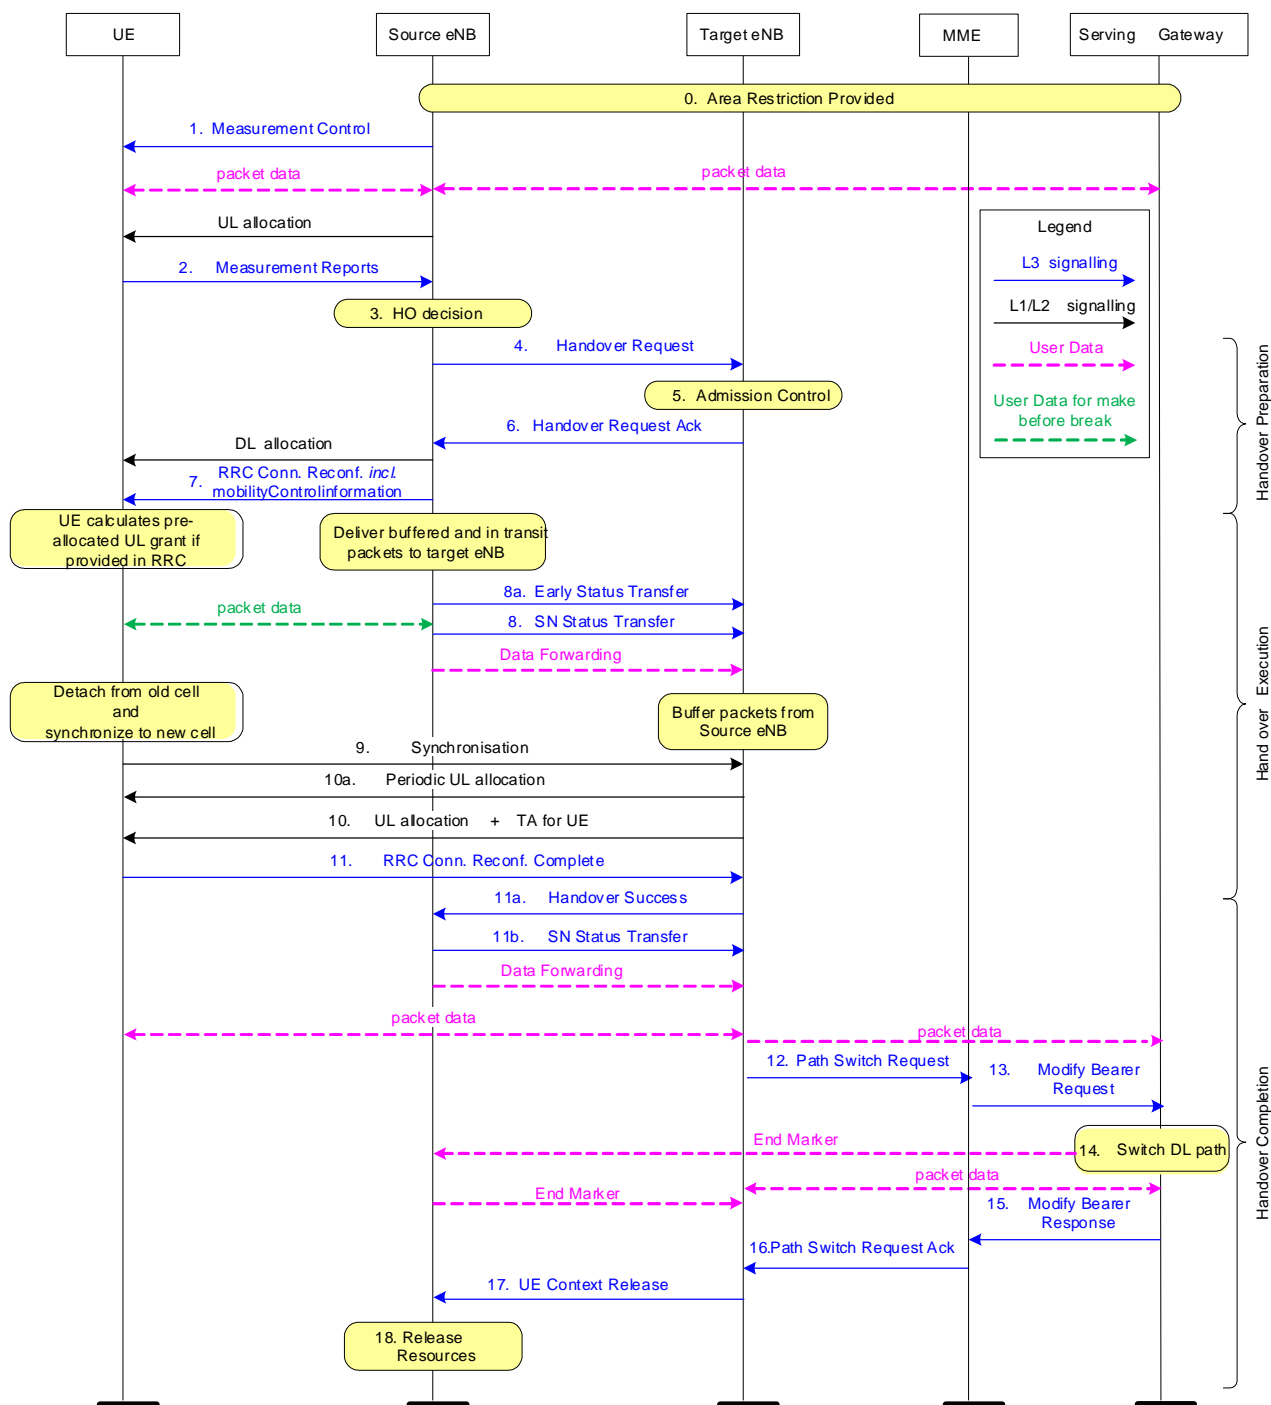 UE
Source eNB
Target eNB
MME
Serving Gateway
0. Area Restriction Provided
1. Measurement Control
packet data
packet data
UL allocation
Legend
L3 signalling
L1/L2 signalling
User Data
User Data for make
before break
2. Measurement Reports
3. HO decision
4. Handover Request
5. Admission Control
6. Handover Request Ack
DL allocation
7. RRC Conn. Reconf. incl.
mobilityControlinformation
Handover Preparation
UE calculates pre-
allocated UL grant if
provided in RRC
Deliver buffered and in transit
packets to target eNB
8a. Early Status Transfer
packet data
8. SN Status Transfer
Data Forwarding
Detach from old cell
and
synchronize to new cell
Buffer packets from
Source eNB
9. Synchronisation
10a. Periodic UL allocation
10. UL allocation + TA for UE
11. RRC Conn. Reconf. Complete
Hand over Execution
11a. Handover Success
11b. SN Status Transfer
Data Forwarding
packet data
packet data
12. Path Switch Request
13. Modify Bearer
Request
End Marker
14. Switch DL path
packet data
End Marker
15. Modify Bearer
Response
16.Path Switch Request Ack
17. UE Context Release
18. Release
Resources
Handover Completion